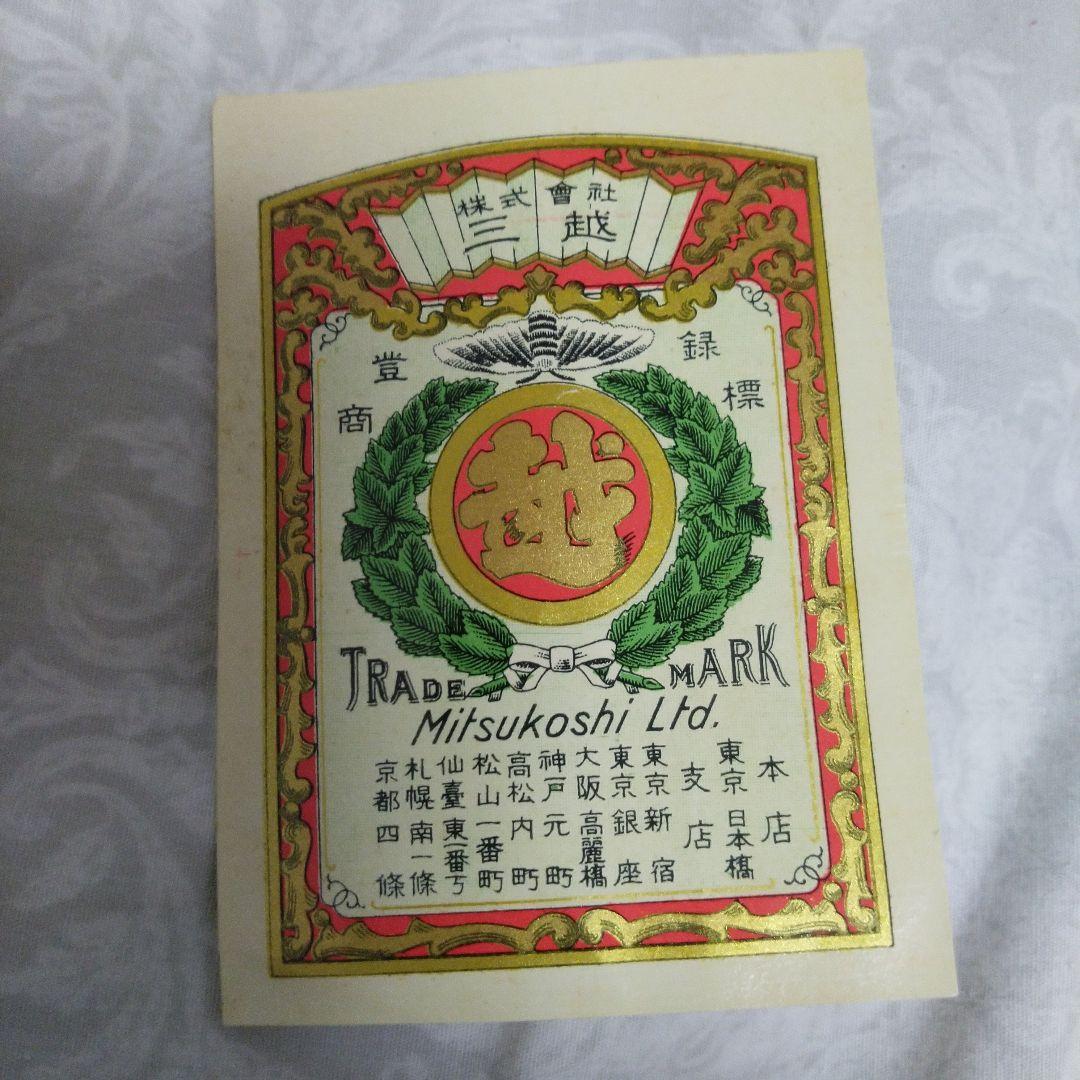 株式會社
三越
登録
商標
越
TRADE MARK
Mitsukoshi Ltd.
本店
東京日本橋
支店
東京新宿
東京銀座
大阪高麗橋
神戸元町
高松内町
松山一番町
仙臺東一番丁
札幌南一條
京都四條